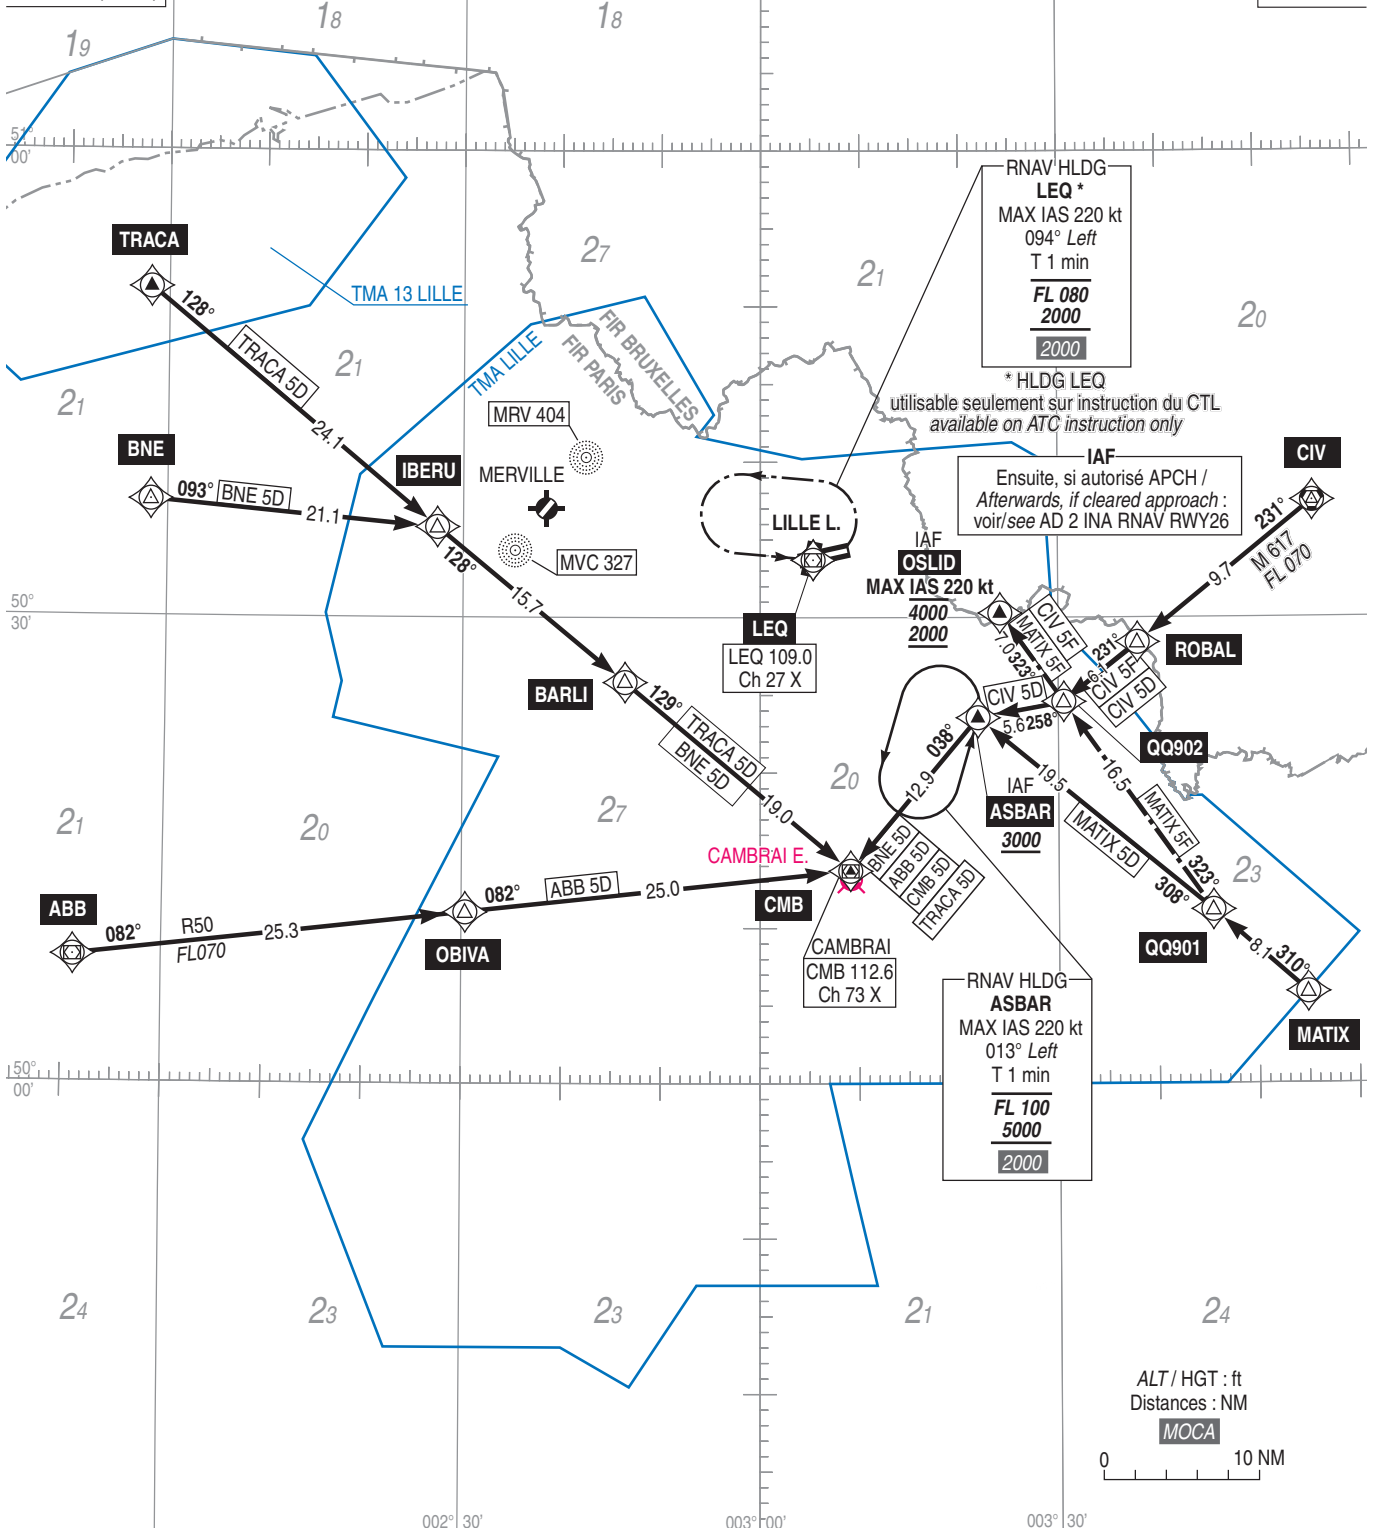 18
18
19
51°
00'
RNAV HLDG
LEQ *
MAX IAS 220 kt
094° Left
T 1 min
FL 080
2000
2000
* HLDG LEQ
utilisable seulement sur instruction du CTL
available on ATC instruction only
TRACA
128°
TRACA 5D
24.1
TMA 13 LILLE
27
21
20
21
21
TMA LILLE
FIR BRUXELLES
FIR PARIS
MRV 404
MERVILLE
MVC 327
BNE
093°
BNE 5D
21.1
IBERU
128°
15.7
IAF
Ensuite, si autorisé APCH /
Afterwards, if cleared approach :
voir/see AD 2 INA RNAV RWY26
CIV
231°
M 617
FL 070
9.7
LILLE L.
IAF
OSLID
MAX IAS 220 kt
4000
2000
50°
30'
LEQ
LEQ 109.0
Ch 27 X
CIV 5F
MATIX 5F
7.0
323°
231°
6.1
CIV 5F
CIV 5D
ROBAL
BARLI
129°
TRACA 5D
BNE 5D
19.0
CIV 5D
5.6
258°
QQ902
038°
12.9
20
IAF
ASBAR
3000
19.5
MATIX 5D
16.5
MATIX 5F
323°
308°
23
21
20
27
CAMBRAI E.
CMB
BNE 5D
ABB 5D
CMB 5D
TRACA 5D
ABB
082°
R50
FL070
25.3
OBIVA
082°
ABB 5D
25.0
CAMBRAI
CMB 112.6
Ch 73 X
QQ901
8.1
310°
MATIX
RNAV HLDG
ASBAR
MAX IAS 220 kt
013° Left
T 1 min
FL 100
5000
2000
50°
00'
24
23
23
21
24
ALT / HGT : ft
Distances : NM
MOCA
0
10 NM
002° 30'
003° 00'
003° 30'